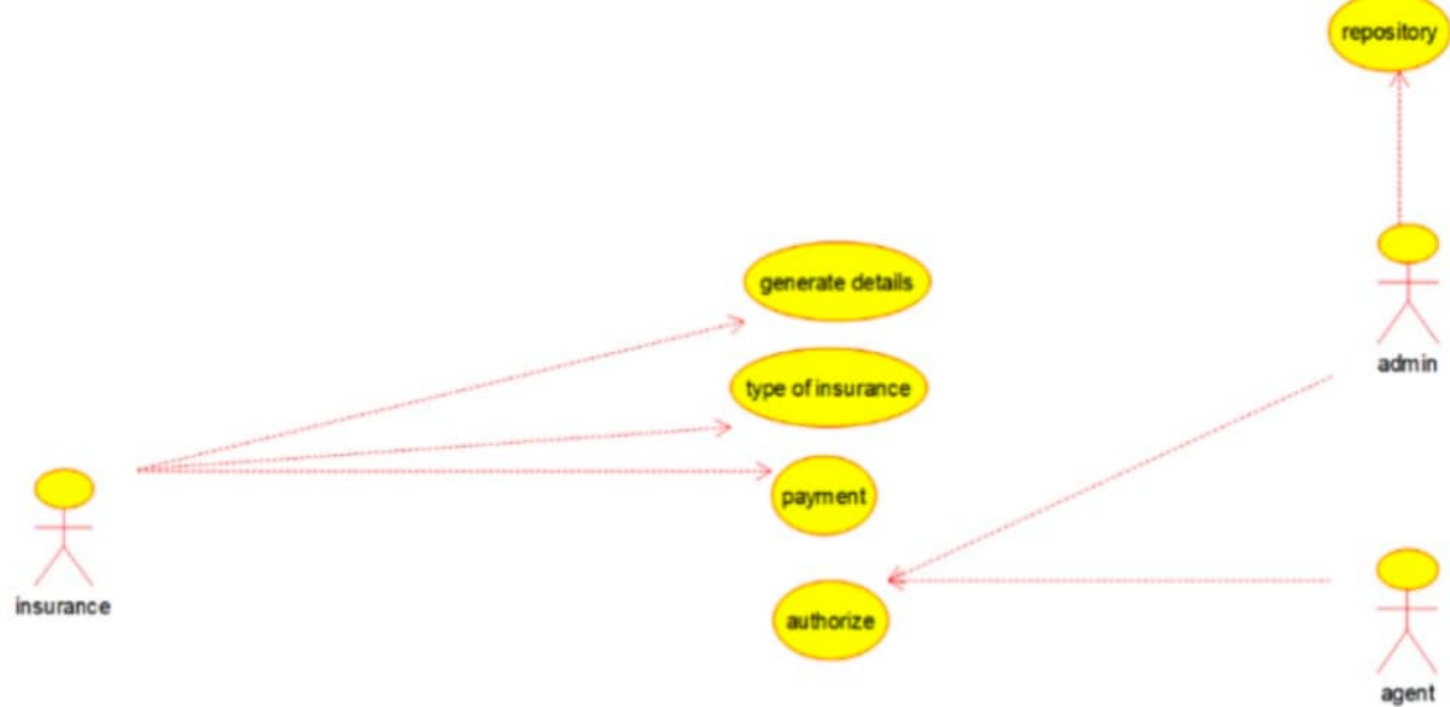 repository
generate details
admin
type of insurance
payment
insurance
authorize
agent